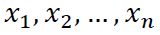 x₁, x₂, …, xₙ